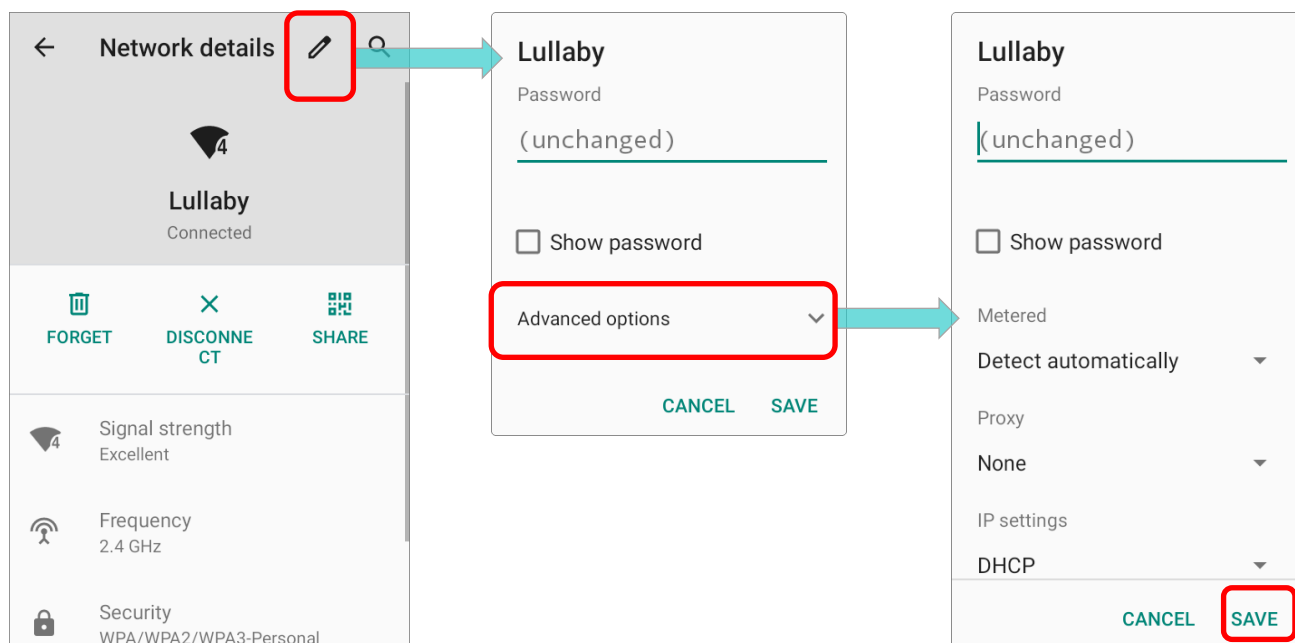 Network details
4
Lullaby
Connected
FORGET
DISCONNE
CT
SHARE
4
Signal strength
Excellent
Frequency
2.4 GHz
Security
WPA/WPA2/WPA3-Personal
Lullaby
Password
(unchanged)
Show password
Advanced options
CANCEL SAVE
Lullaby
Password
(unchanged)
Show password
Metered
Detect automatically
Proxy
None
IP settings
DHCP
CANCEL SAVE